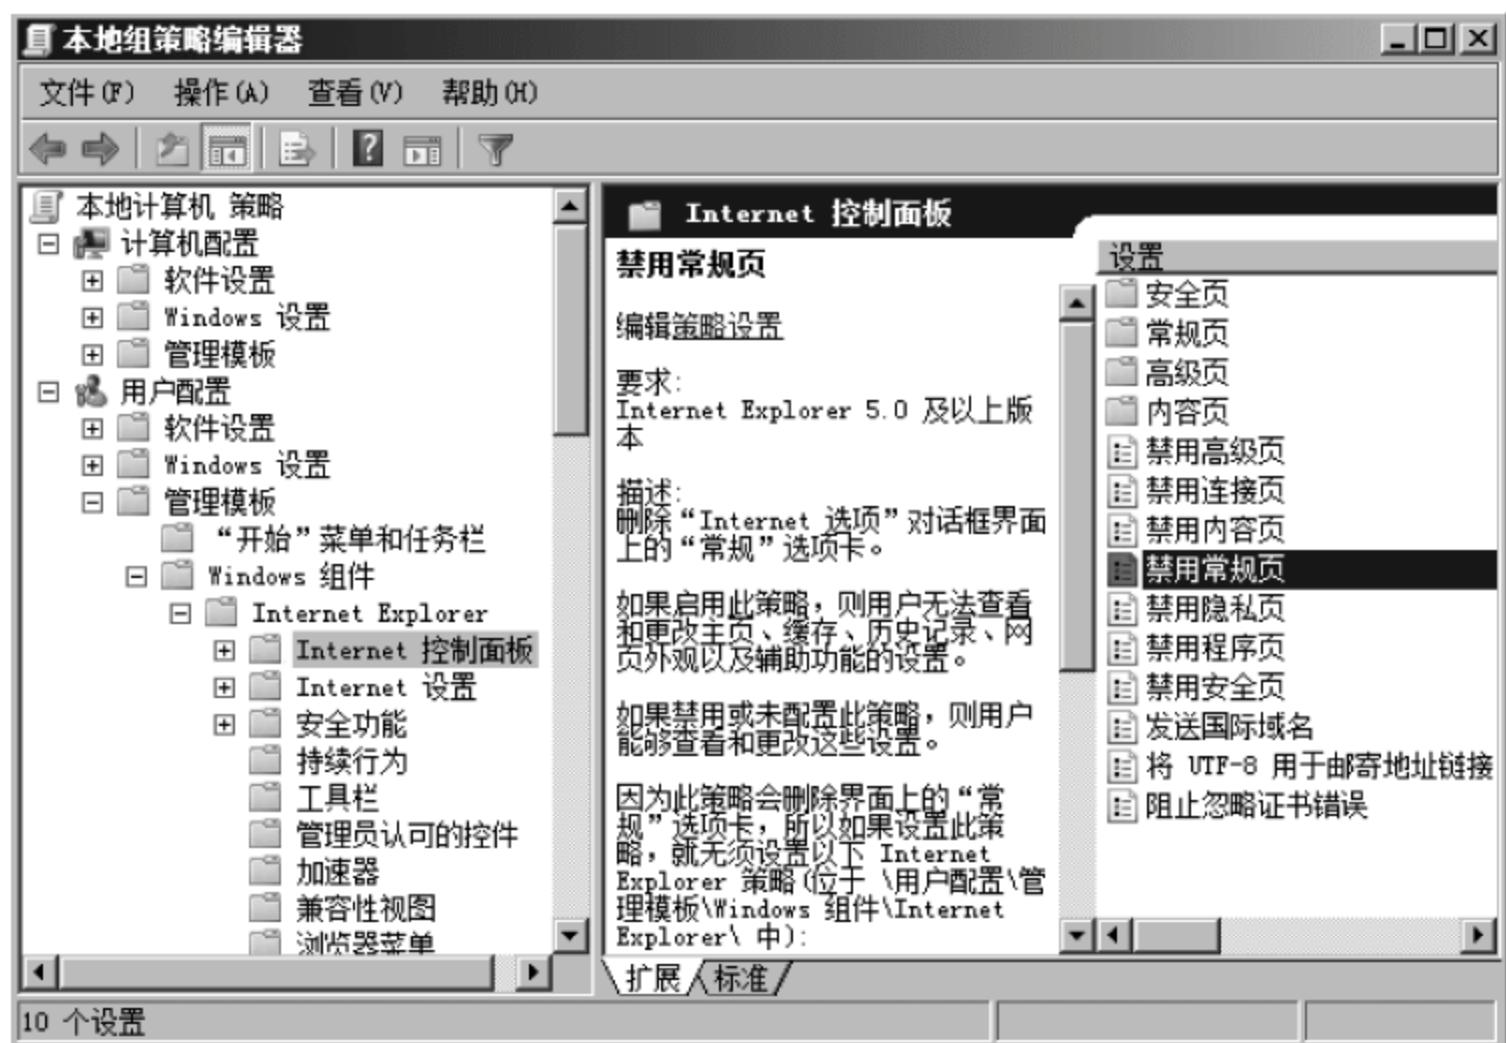 本地组策略编辑器
文件(F) 操作(A) 查看(V) 帮助(H)
本地计算机 策略
计算机配置
软件设置
Windows 设置
管理模板
用户配置
软件设置
Windows 设置
管理模板
“开始”菜单和任务栏
Windows 组件
Internet Explorer
Internet 控制面板
Internet 设置
安全功能
持续行为
工具栏
管理员认可的控件
加速器
兼容性视图
浏览器菜单
Internet 控制面板
禁用常规页
编辑策略设置
要求:
Internet Explorer 5.0 及以上版
本
描述:
删除“Internet 选项”对话框界面
上的“常规”选项卡。
如果启用此策略，则用户无法查看
和更改主页、缓存、历史记录、网
页外观以及辅助功能的设置。
如果禁用或未配置此策略，则用户
能够查看和更改这些设置。
因为此策略会删除界面上的“常
规”选项卡，所以如果设置此策
略，就无须设置以下 Internet
Explorer 策略(位于 \用户配置\管
理模板\Windows 组件\Internet
Explorer\ 中):
设置
安全页
常规页
高级页
内容页
禁用高级页
禁用连接页
禁用内容页
禁用常规页
禁用隐私页
禁用程序页
禁用安全页
发送国际域名
将 UTF-8 用于邮寄地址链接
阻止忽略证书错误
扩展 标准
10 个设置